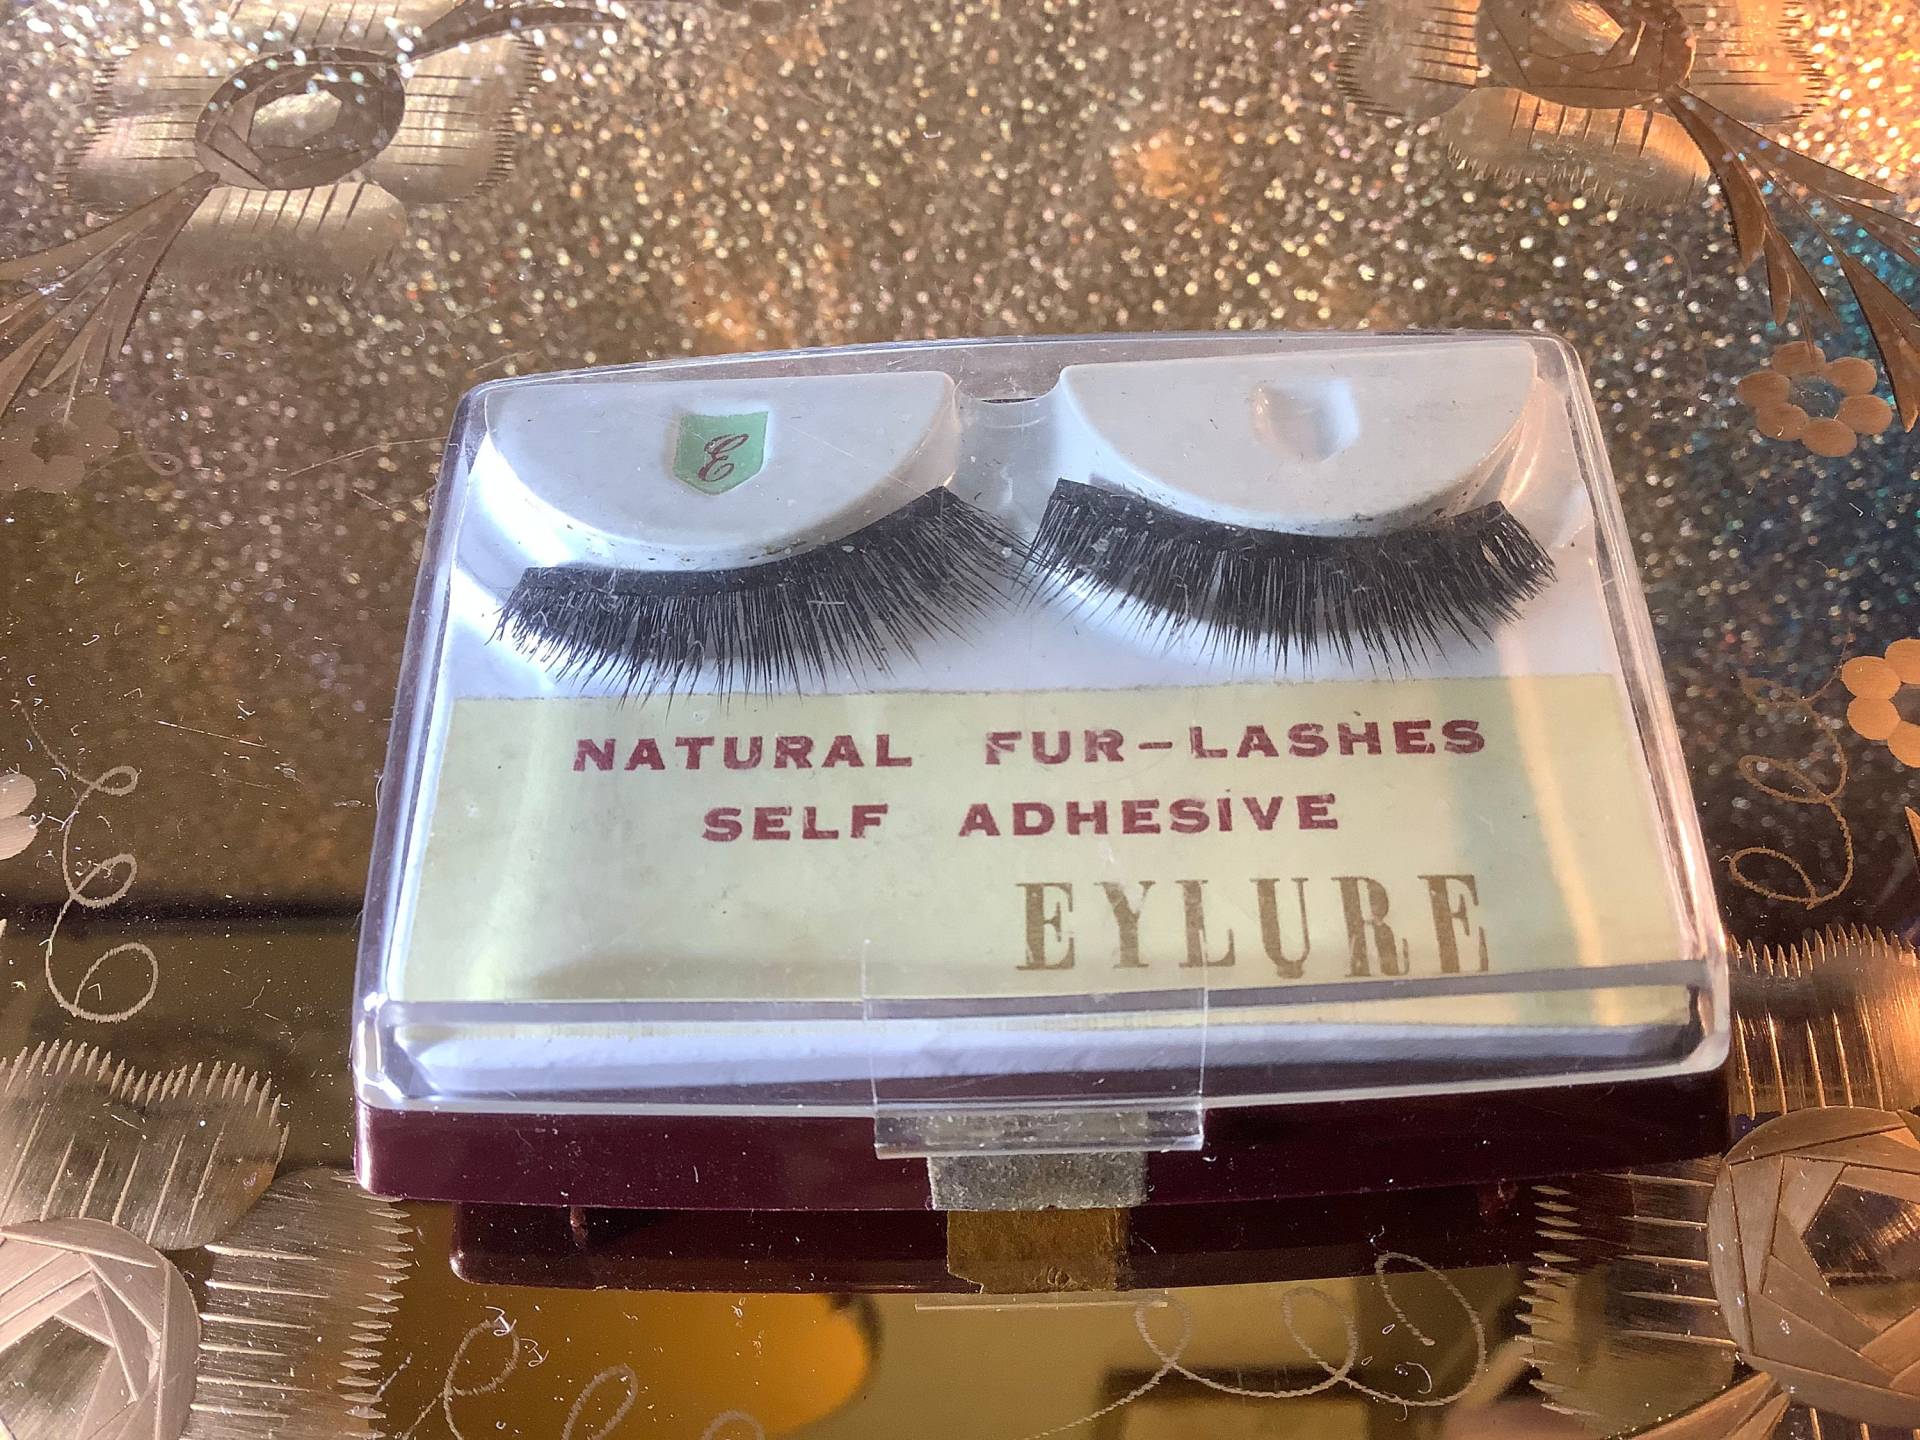 E
NATURAL FUR-LASHES
SELF ADHESIVE
EYLURE